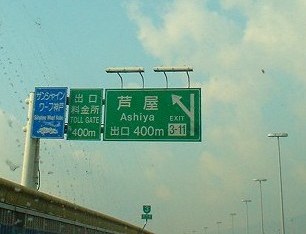 サンシャイン
ワーフ神戸
出口
料金所
TOLL GATE
400m
芦屋
Ashiya
EXIT
出口 400m
3-11